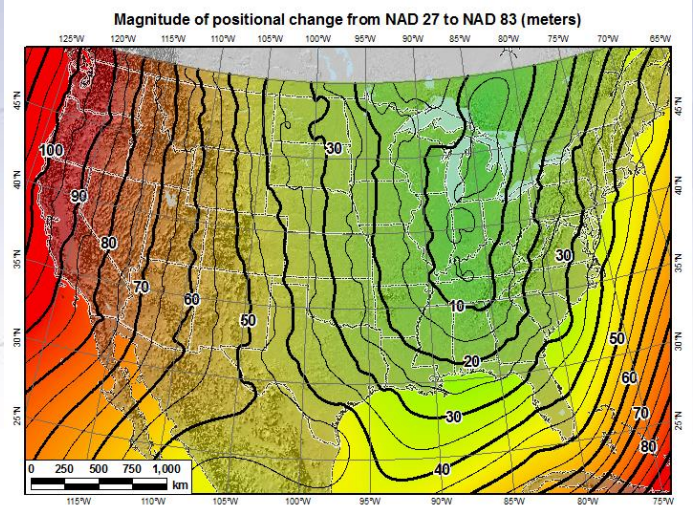 Magnitude of positional change from NAD 27 to NAD 83 (meters)
125°W 120°W 115°W 110°W 105°W 100°W 95°W 90°W 85°W 80°W 75°W 70°W 65°W
45°N 45°N
100 30
40°N 90 40°N
80 30
35°N 70 60 35°N
50 10
30°N 50 30°N
20 60
25°N 30 70 25°N
40 80
0 250 500 750 1,000
km
115°W 110°W 105°W 100°W 95°W 90°W 85°W 80°W 75°W